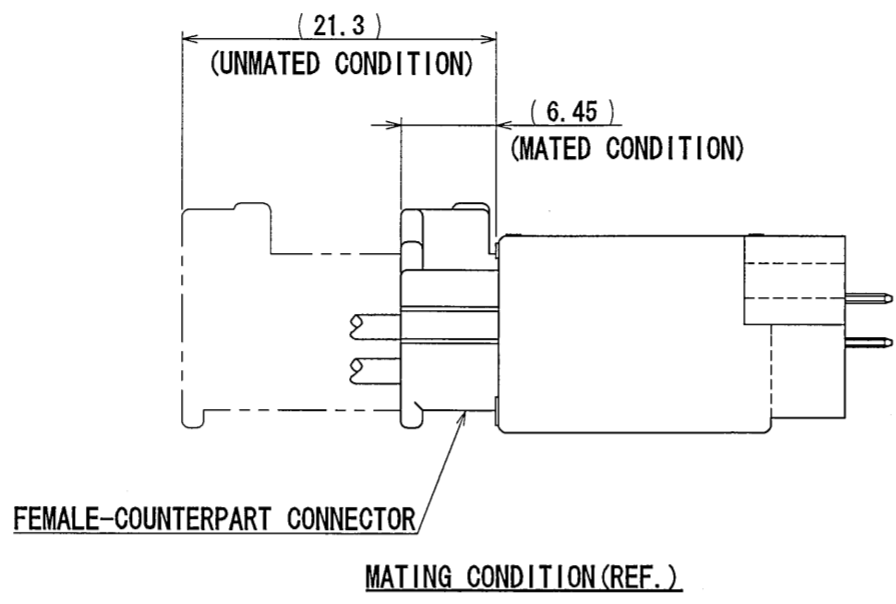 (21.3)
(UNMATED CONDITION)
(6.45)
(MATED CONDITION)
FEMALE-COUNTERPART CONNECTOR
MATING CONDITION(REF.)